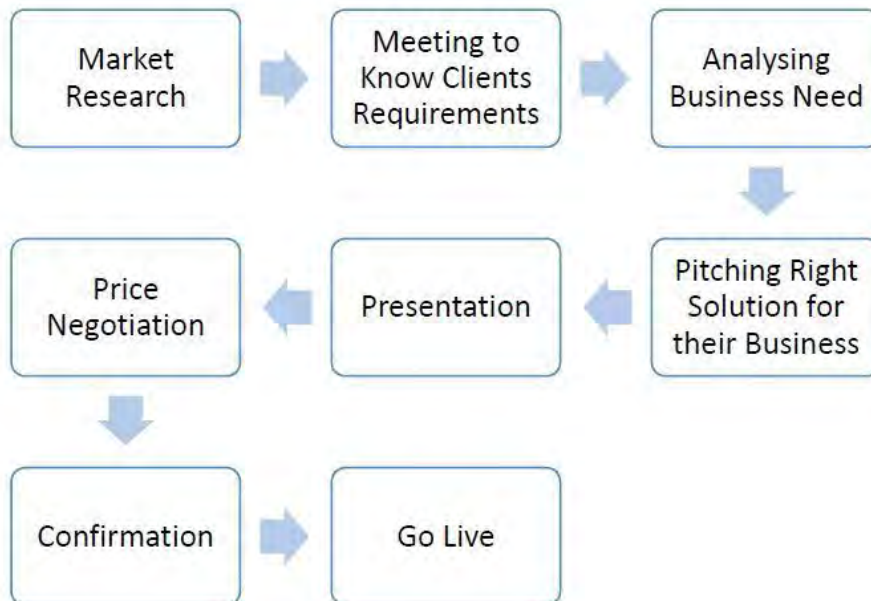 Market
Research
Meeting to
Know Clients
Requirements
Analysing
Business Need
Pitching Right
Solution for
their Business
Presentation
Price
Negotiation
Confirmation
Go Live